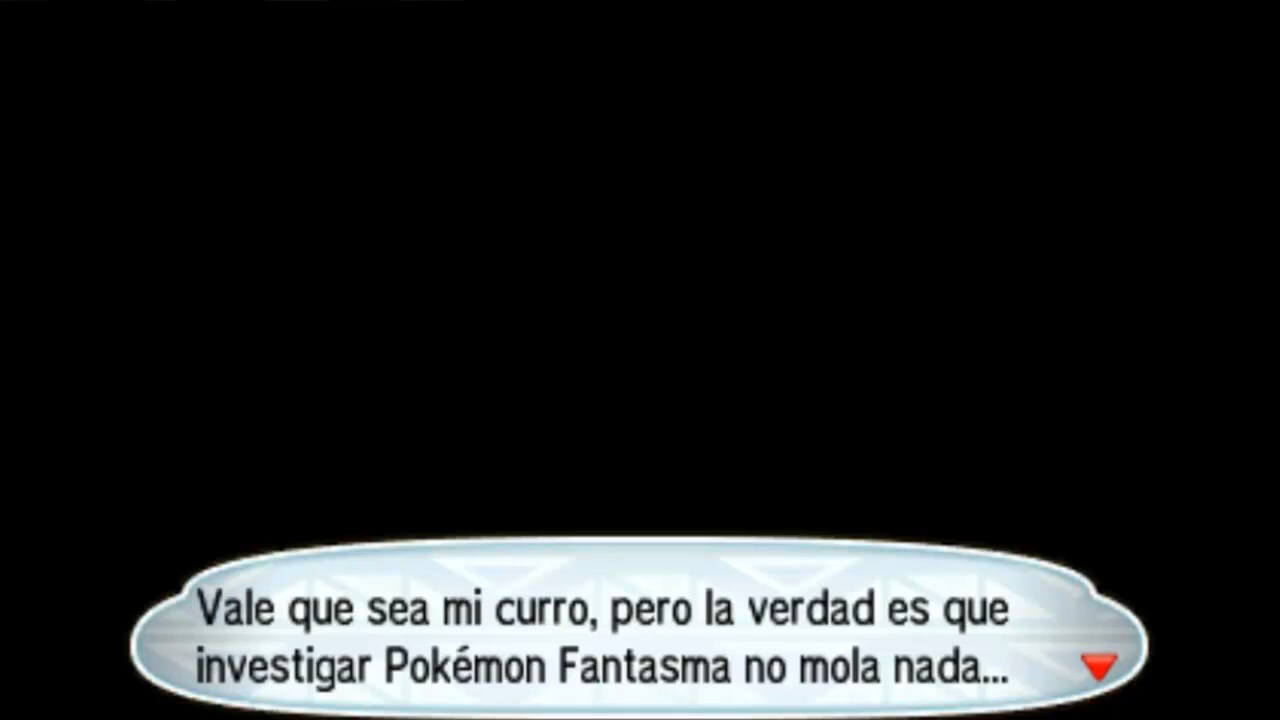 Vale que sea mi curro, pero la verdad es que
investigar Pokémon Fantasma no mola nada...